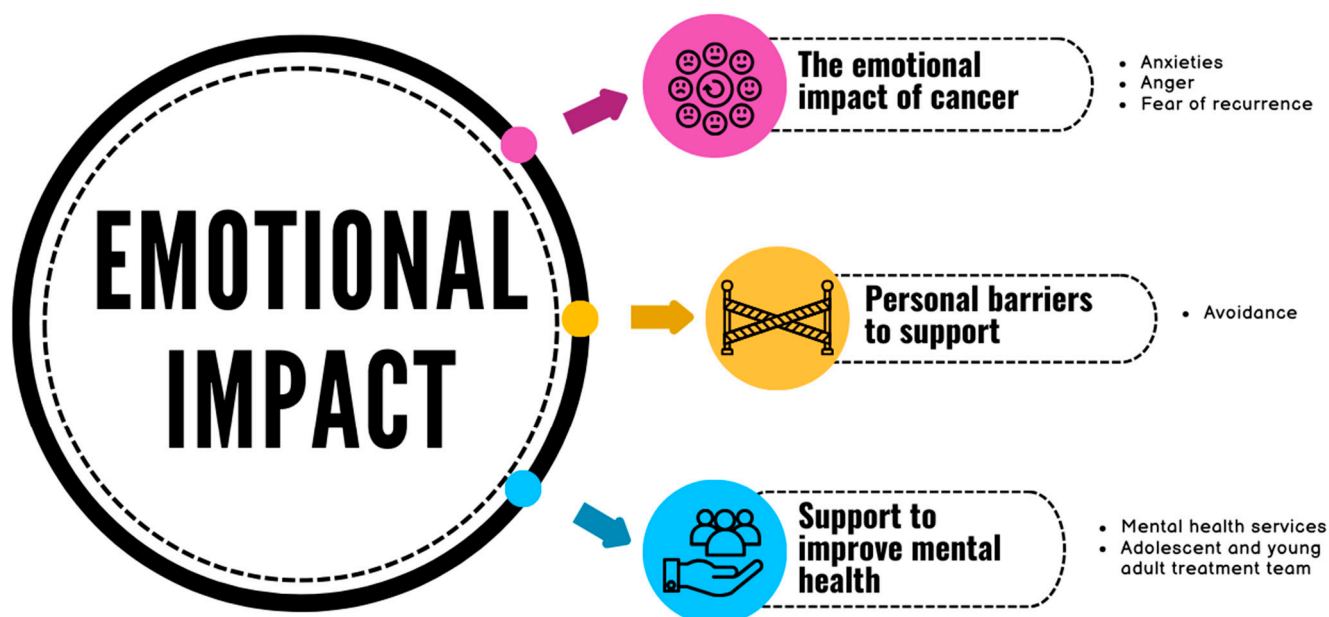 EMOTIONAL
IMPACT
The emotional
impact of cancer
• Anxieties
• Anger
• Fear of recurrence
Personal barriers
to support
• Avoidance
Support to
improve mental
health
• Mental health services
• Adolescent and young
adult treatment team